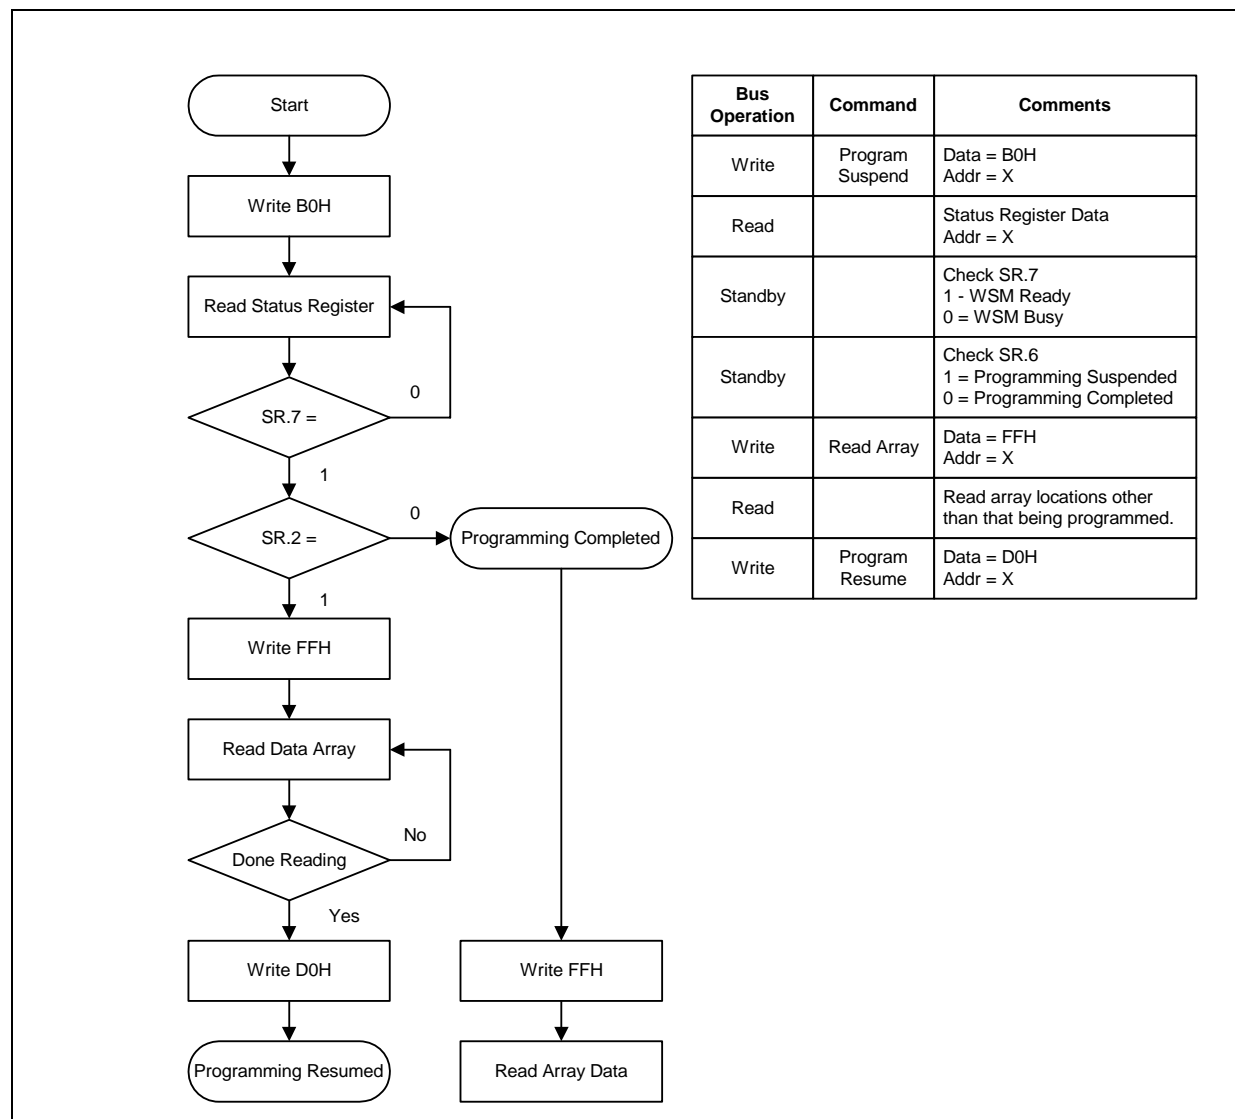 Start
Write B0H
Read Status Register
0
SR.7 =
1
0
SR.2 =
Programming Completed
1
Write FFH
Read Data Array
No
Done Reading
Yes
Write D0H
Write FFH
Programming Resumed
Read Array Data
Bus
Operation
Command
Comments
Write
Program
Suspend
Data = B0H
Addr = X
Read
Status Register Data
Addr = X
Standby
Check SR.7
1 - WSM Ready
0 = WSM Busy
Standby
Check SR.6
1 = Programming Suspended
0 = Programming Completed
Write
Read Array
Data = FFH
Addr = X
Read
Read array locations other
than that being programmed.
Write
Program
Resume
Data = D0H
Addr = X